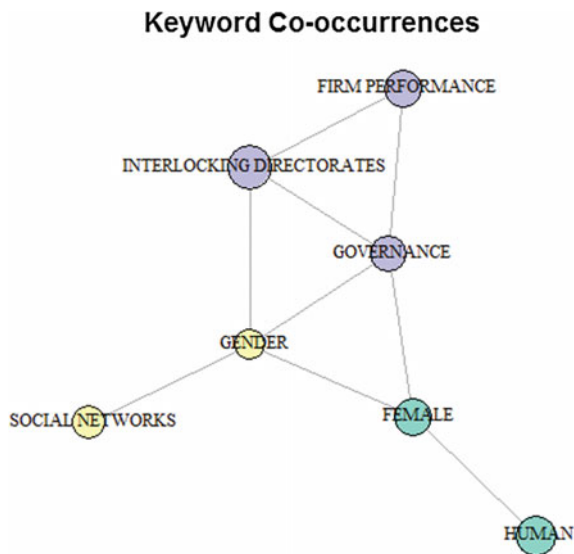 Keyword Co-occurrences
FIRM PERFORMANCE
INTERLOCKING DIRECTORATES
GOVERNANCE
GENDER
SOCIAL NETWORKS
FEMALE
HUMAN